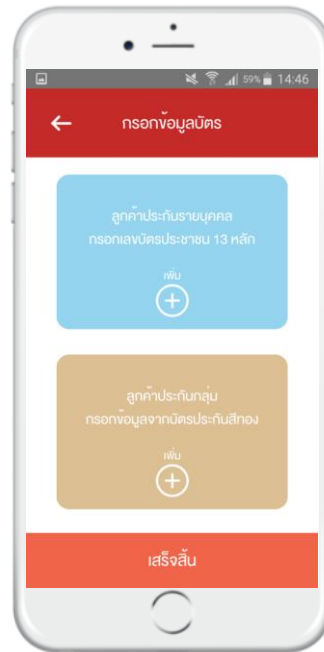 59% 14:46
กรอกข้อมูลบัตร
ลูกค้าประกันรายบุคคล
กรอกเลขบัตรประชาชน 13 หลัก
เพิ่ม
ลูกค้าประกันกลุ่ม
กรอกข้อมูลจากบัตรประกันสีทอง
เพิ่ม
เสร็จสิ้น